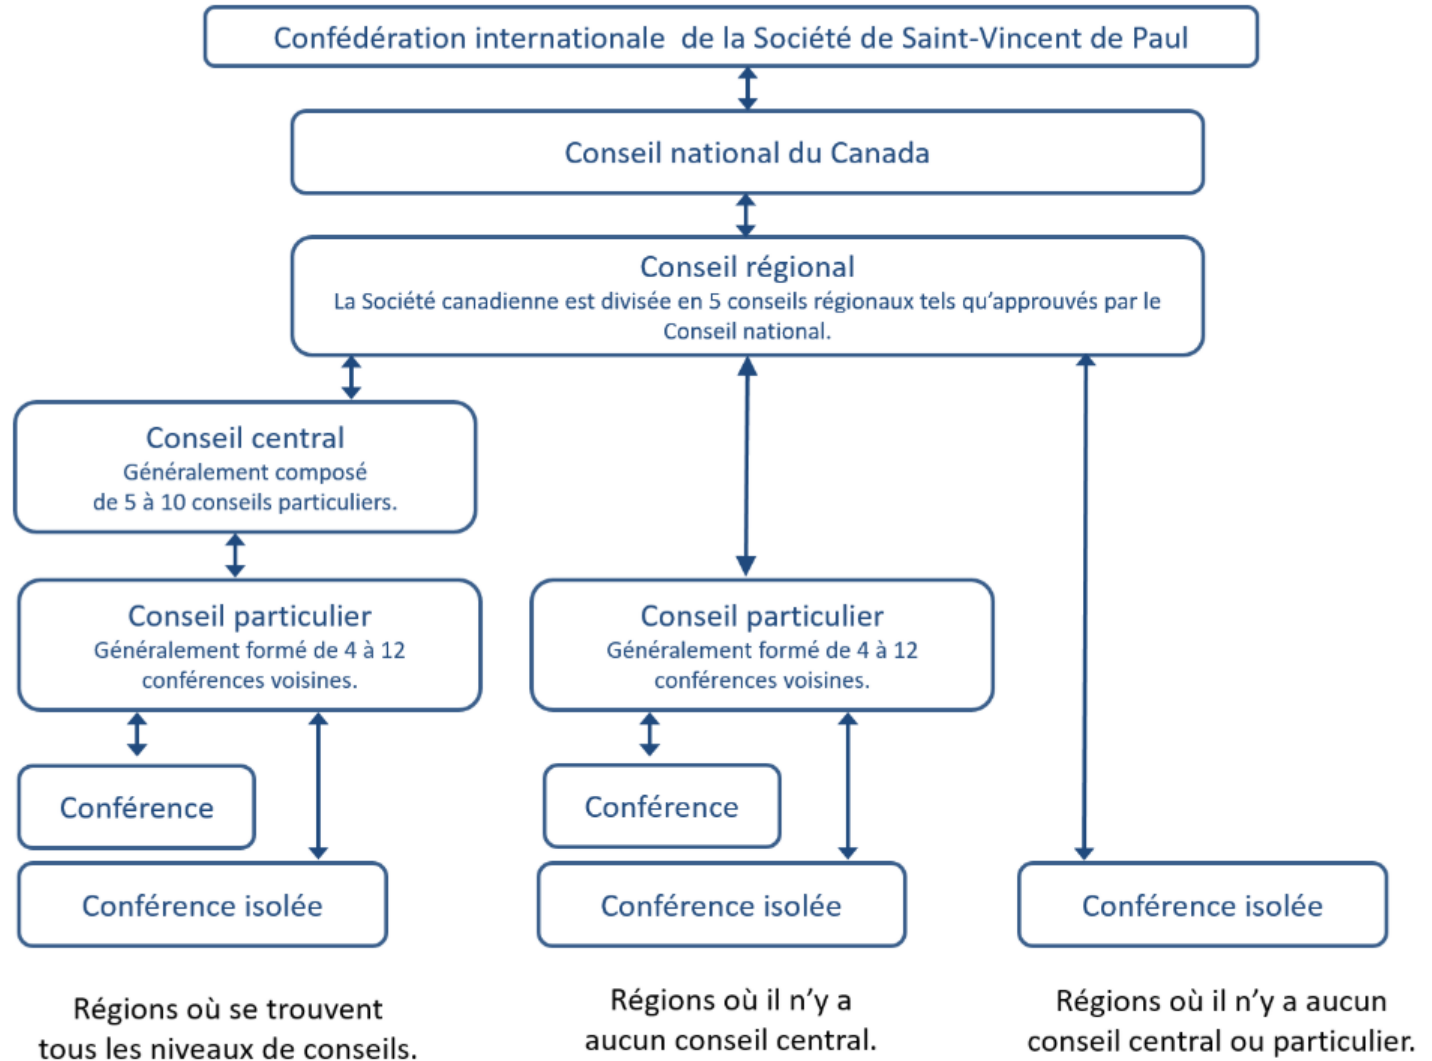 Confédération internationale de la Société de Saint-Vincent de Paul
Conseil national du Canada
Conseil régional
La Société canadienne est divisée en 5 conseils régionaux tels qu'approuvés par le
Conseil national.
Conseil central
Généralement composé
de 5 à 10 conseils particuliers.
Conseil particulier
Généralement formé de 4 à 12
conférences voisines.
Conseil particulier
Généralement formé de 4 à 12
conférences voisines.
Conférence
Conférence
Conférence isolée
Conférence isolée
Conférence isolée
Régions où se trouvent
tous les niveaux de conseils.
Régions où il n'y a
aucun conseil central.
Régions où il n'y a aucun
conseil central ou particulier.